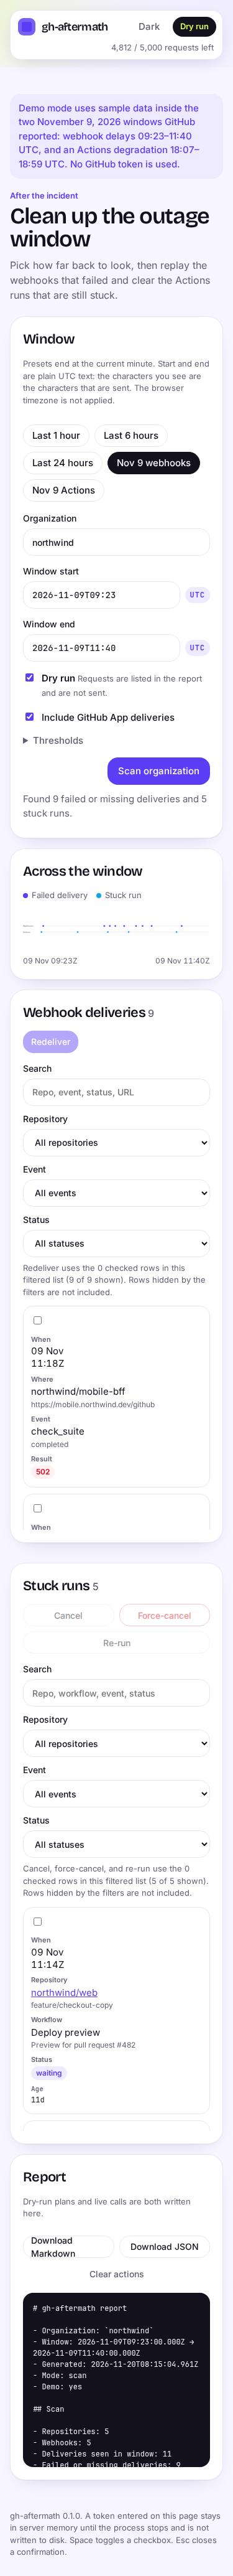 gh-aftermath
Dark
Dry run
4,812 / 5,000 requests left
Demo mode uses sample data inside the
two November 9, 2026 windows GitHub
reported: webhook delays 09:23–11:40
UTC, and an Actions degradation 18:07–
18:59 UTC. No GitHub token is used.
After the incident
Clean up the outage
window
Pick how far back to look, then replay the
webhooks that failed and clear the Actions
runs that are still stuck.
Window
Presets end at the current minute. Start and end
are plain UTC text: the characters you see are
the characters that are sent. The browser
timezone is not applied.
Last 1 hour
Last 6 hours
Last 24 hours
Nov 9 webhooks
Nov 9 Actions
Organization
northwind
Window start
2026-11-09T09:23
UTC
Window end
2026-11-09T11:40
UTC
Dry run Requests are listed in the report
and are not sent.
Include GitHub App deliveries
Thresholds
Scan organization
Found 9 failed or missing deliveries and 5
stuck runs.
Across the window
Failed delivery
Stuck run
09 Nov 09:23Z
09 Nov 11:40Z
Webhook deliveries 9
Redeliver
Search
Repo, event, status, URL
Repository
All repositories
Event
All events
Status
All statuses
Redeliver uses the 0 checked rows in this
filtered list (9 of 9 shown). Rows hidden by the
filters are not included.
When
09 Nov
11:18Z
Where
northwind/mobile-bff
https://mobile.northwind.dev/github
Event
check_suite
completed
Result
502
When
Stuck runs 5
Cancel
Force-cancel
Re-run
Search
Repo, workflow, event, status
Repository
All repositories
Event
All events
Status
All statuses
Cancel, force-cancel, and re-run use the 0
checked rows in this filtered list (5 of 5 shown).
Rows hidden by the filters are not included.
When
09 Nov
11:14Z
Repository
northwind/web
feature/checkout-copy
Workflow
Deploy preview
Preview for pull request #482
Status
waiting
Age
11d
Report
Dry-run plans and live calls are both written
here.
Download
Markdown
Download JSON
Clear actions
# gh-aftermath report
- Organization: `northwind`
- Window: 2026-11-09T09:23:00.000Z →
2026-11-09T11:40:00.000Z
- Generated: 2026-11-20T08:15:04.961Z
- Mode: scan
- Demo: yes
## Scan
- Repositories: 5
- Webhooks: 5
- Deliveries seen in window: 11
- Failed or missing deliveries: 9
gh-aftermath 0.1.0. A token entered on this page stays
in server memory until the process stops and is not
written to disk. Space toggles a checkbox. Esc closes
a confirmation.